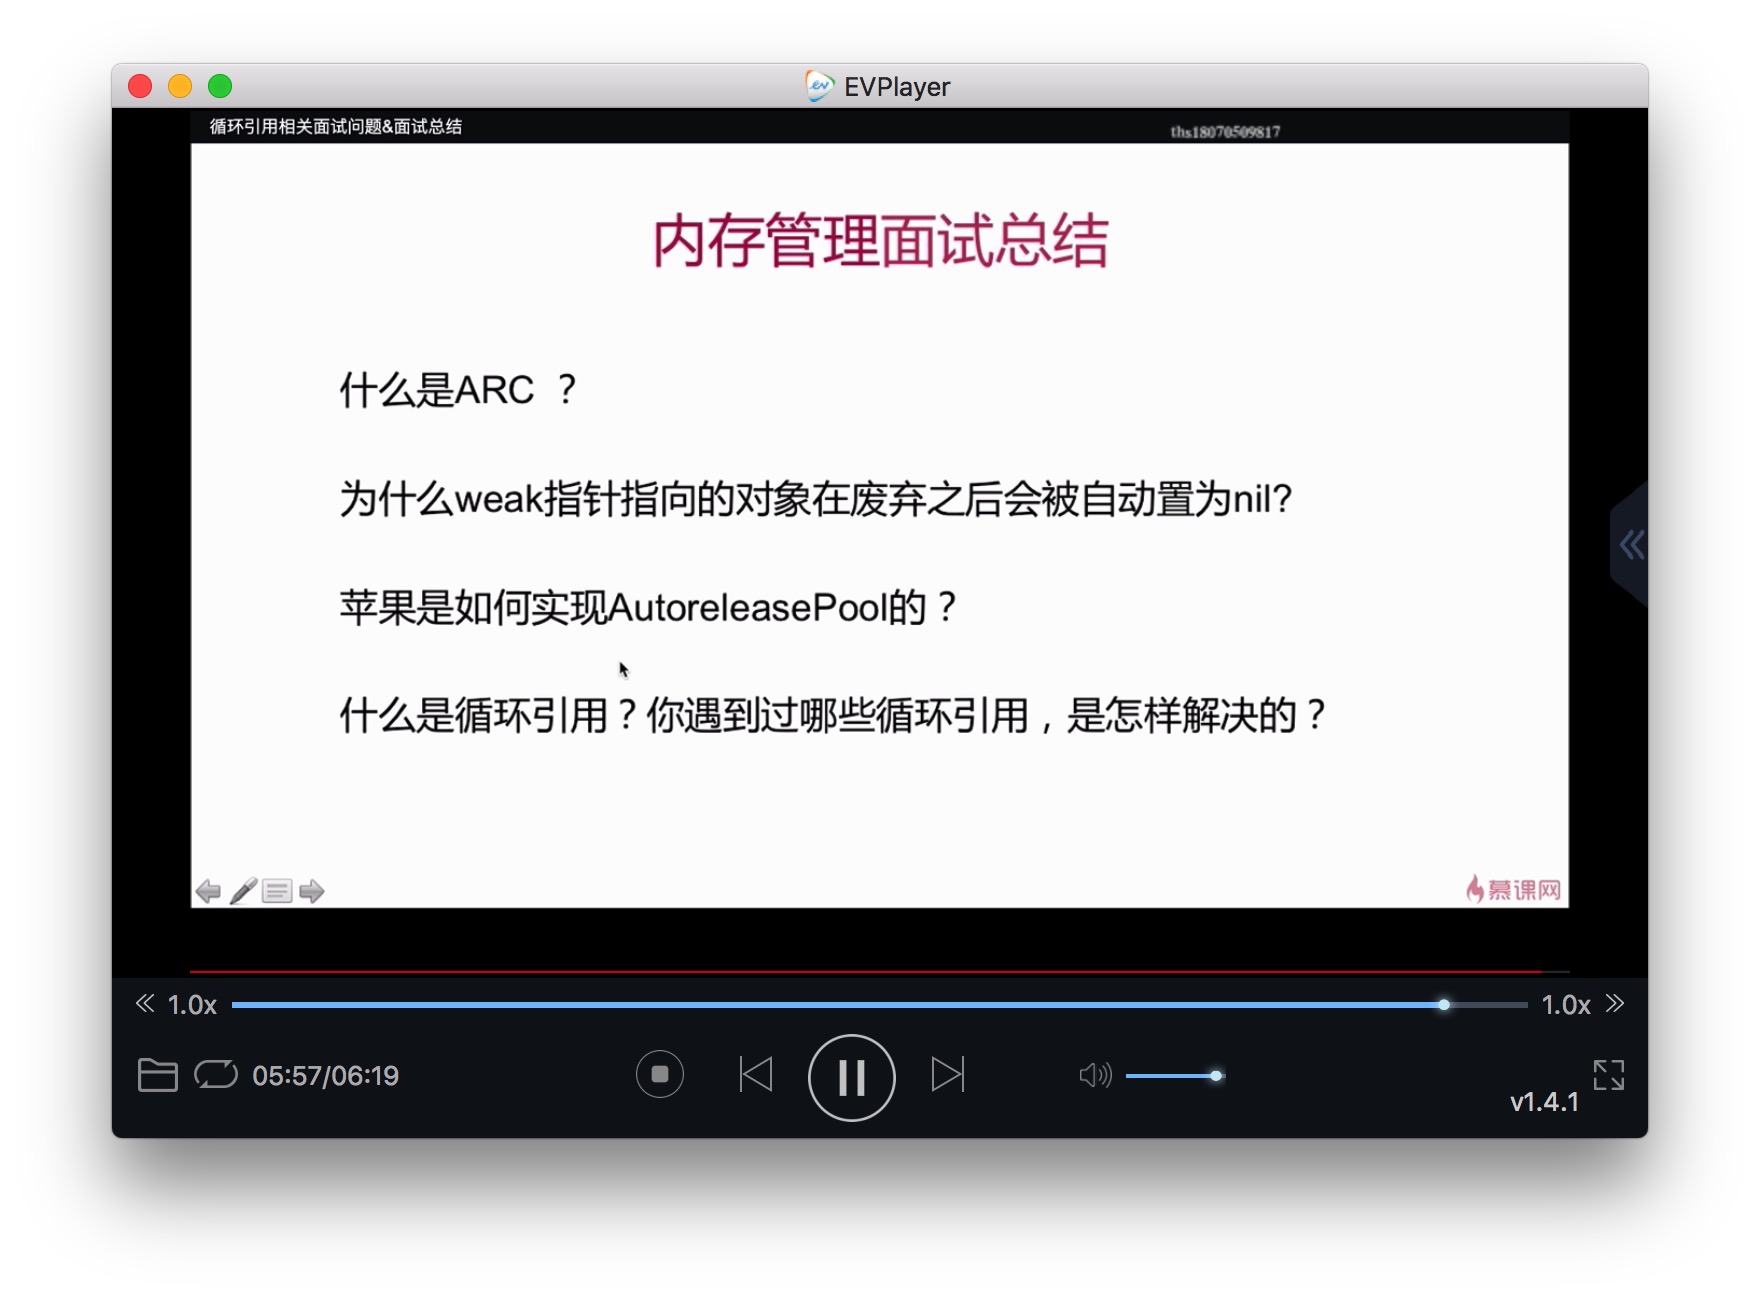 EVPlayer
循环引用相关面试问题&面试总结
ths18070509817
内存管理面试总结
什么是ARC ？
为什么weak指针指向的对象在废弃之后会被自动置为nil?
苹果是如何实现AutoreleasePool的？
什么是循环引用？你遇到过哪些循环引用，是怎样解决的？
慕课网
1.0x
1.0x
05:57/06:19
v1.4.1